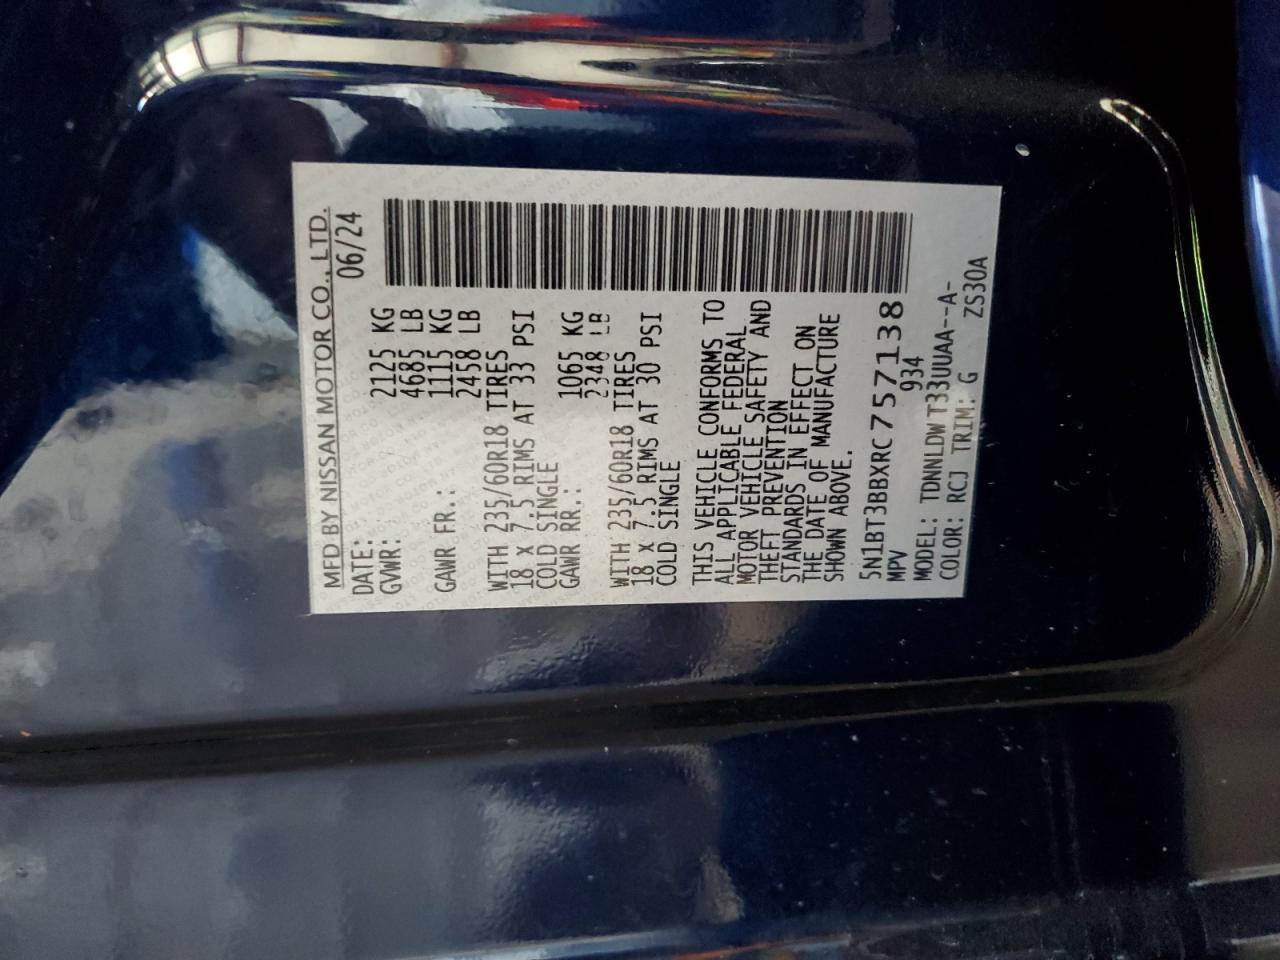 MFD BY NISSAN MOTOR CO., LTD.
DATE: 06/24
GVWR: 2125 KG
4685 LB
GAWR FR.: 1115 KG
2458 LB
WITH 235/60R18 TIRES
18 x 7.5 RIMS AT 33 PSI
COLD SINGLE
GAWR RR.: 1065 KG
2348 LB
WITH 235/60R18 TIRES
18 x 7.5 RIMS AT 30 PSI
COLD SINGLE
THIS VEHICLE CONFORMS TO
ALL APPLICABLE FEDERAL
MOTOR VEHICLE SAFETY AND
THEFT PREVENTION
STANDARDS IN EFFECT ON
THE DATE OF MANUFACTURE
SHOWN ABOVE.
5N1BT3BBXRC757138
MPV 934
MODEL: TDNNLDWT33UUAA--A-
COLOR: RCJ TRIM: G ZS30A